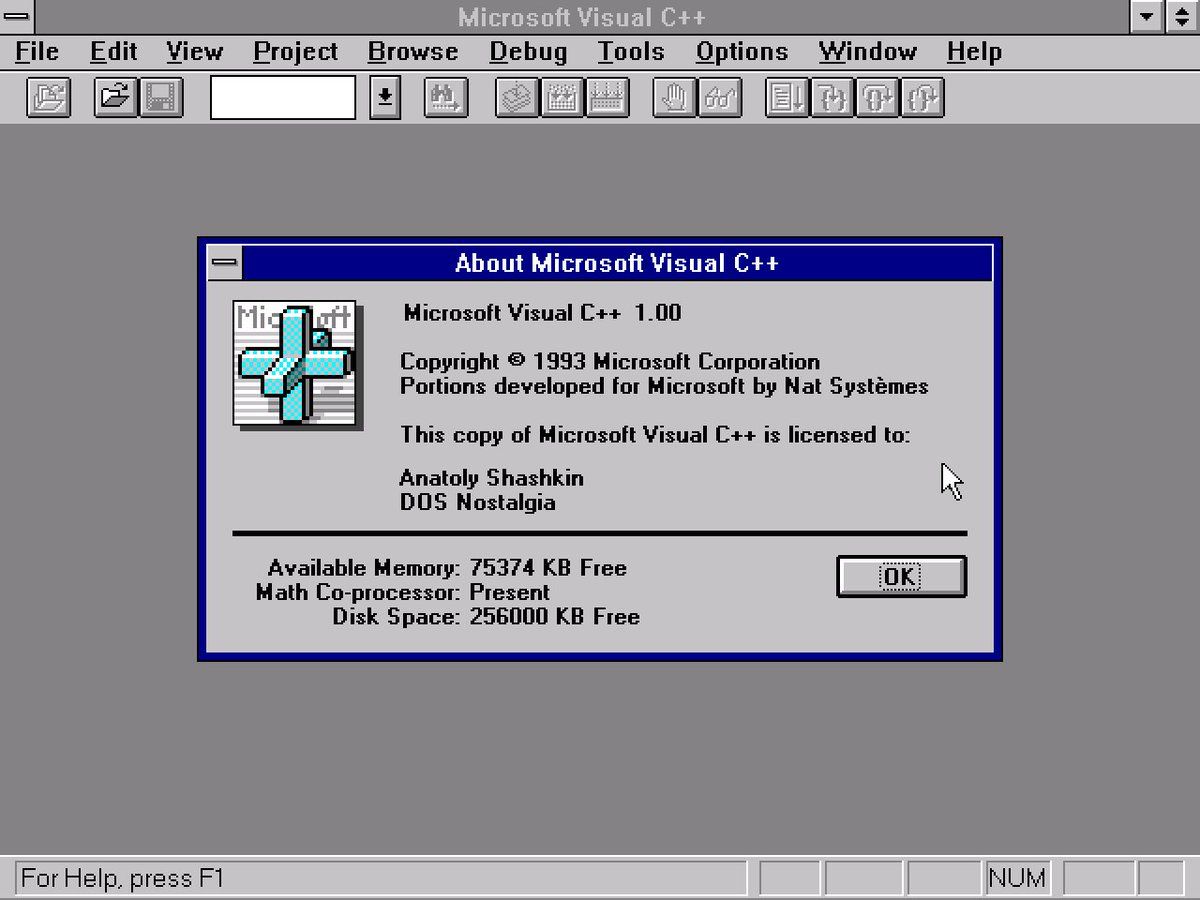 Microsoft Visual C++
File Edit View Project Browse Debug Tools Options Window Help
About Microsoft Visual C++
Microsoft Visual C++ 1.00
Copyright © 1993 Microsoft Corporation
Portions developed for Microsoft by Nat Systèmes
This copy of Microsoft Visual C++ is licensed to:
Anatoly Shashkin
DOS Nostalgia
Available Memory: 75374 KB Free
Math Co-processor: Present
Disk Space: 256000 KB Free
OK
For Help, press F1
NUM